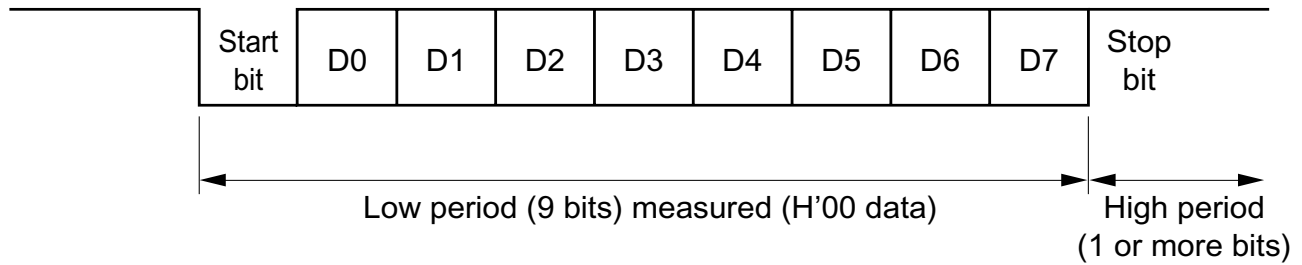 Start
bit
D0
D1
D2
D3
D4
D5
D6
D7
Stop
bit
Low period (9 bits) measured (H’00 data)
High period
(1 or more bits)